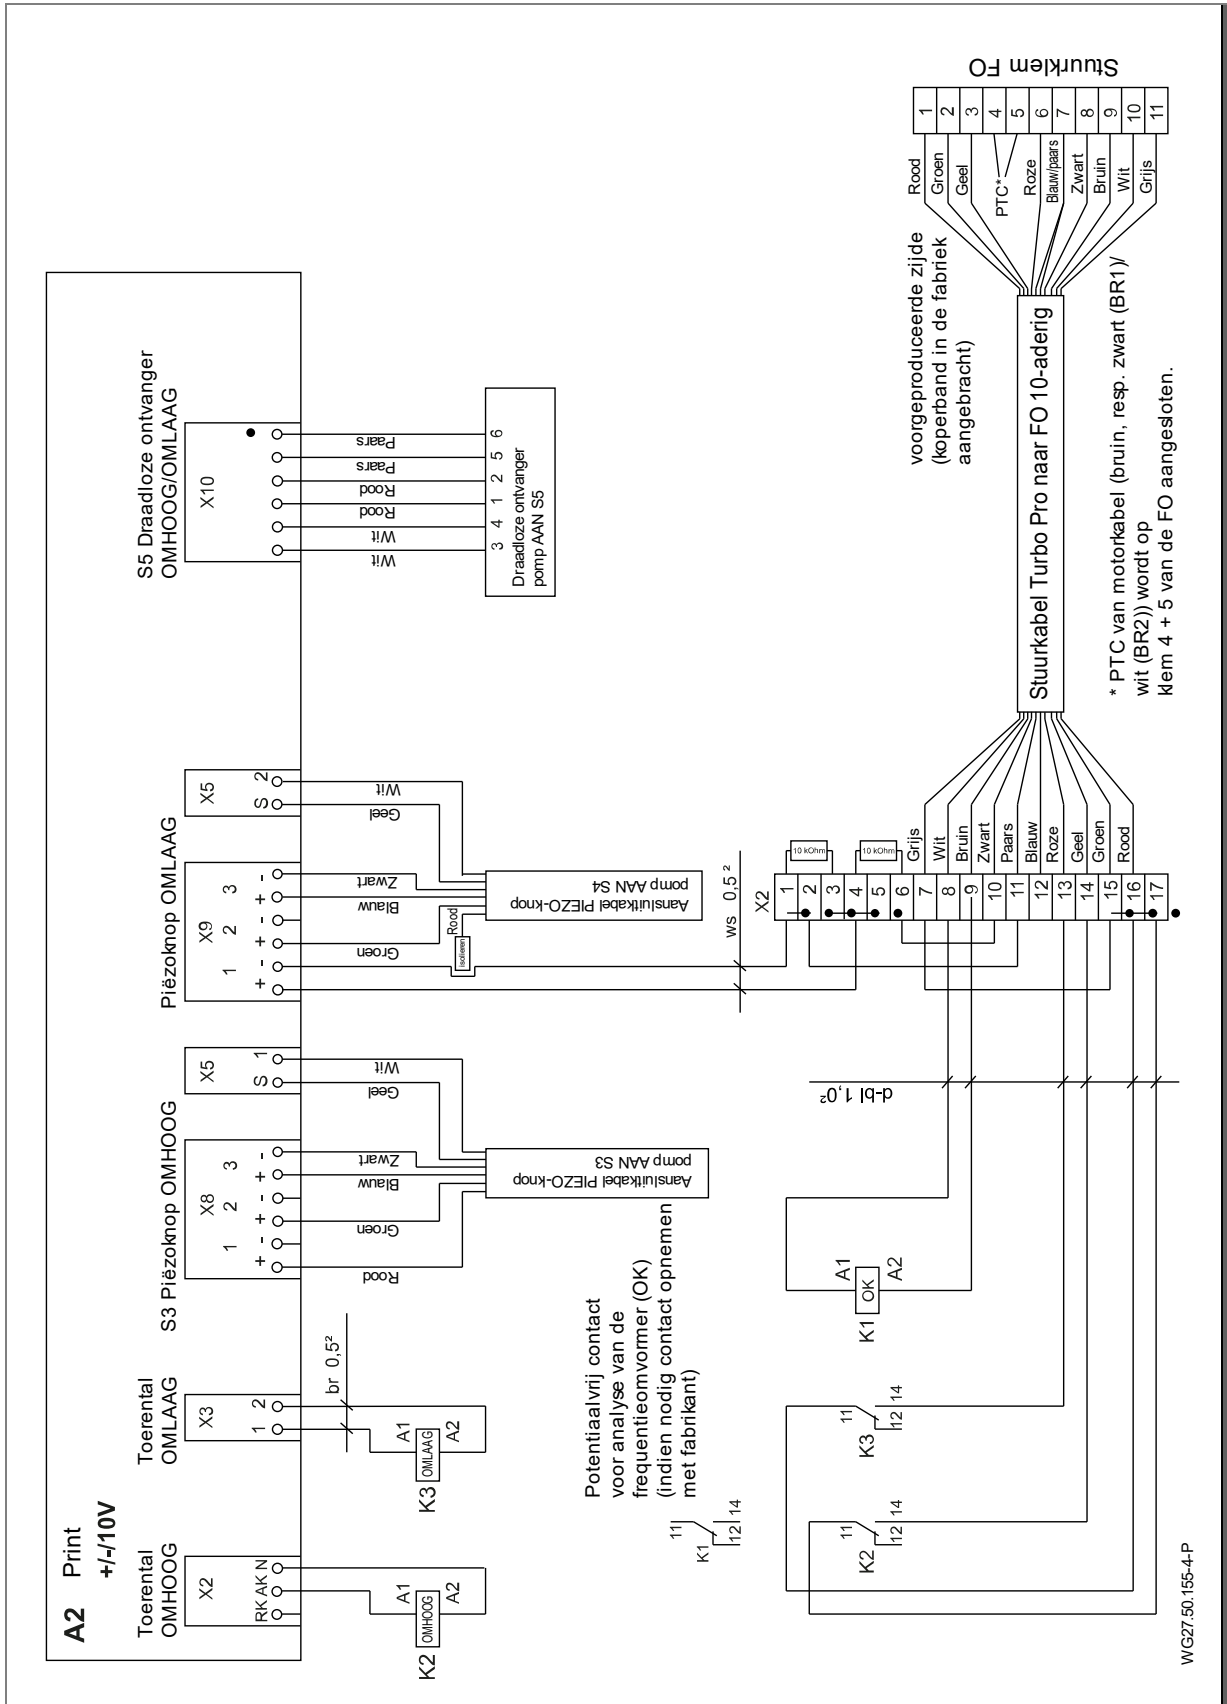 A2 Print
+/-/10V
Toerental
OMHOOG
X2
RK AK N
A1
A2
K2
OMHOOG
Toerental
OMLAAG
X3
1 2
br 0,5²
A1
A2
K3
OMLAAG
S3 Piëzoknop OMHOOG
X8
1 2 3
+ - + - + -
X5
S 1
Rood
Groen
Blauw
Zwart
Geel
Wit
Aansluitkabel PIEZO-knop
pomp AAN S3
Piëzoknop OMLAAG
X9
1 2 3
+ - + - + -
X5
S 2
Groen
Blauw
Zwart
Geel
Wit
Rood
isolieren
Aansluitkabel PIEZO-knop
pomp AAN S4
S5 Draadloze ontvanger
OMHOOG/OMLAAG
X10
Wit
Wit
Rood
Rood
Paars
Paars
3 4 1 2 5 6
Draadloze ontvanger
pomp AAN S5
Potentiaalvrij contact
voor analyse van de
frequentieomvormer (OK)
(indien nodig contact opnemen
met fabrikant)
11
12
14
K1
ws 0,5²
X2
1
2
3
4
5
6
7
8
9
10
11
12
13
14
15
16
17
10 kOhm
10 kOhm
Grijs
Wit
Bruin
Zwart
Paars
Blauw
Roze
Geel
Groen
Rood
d-bl 1,0²
A1
A2
K1
OK
11
12
14
K3
11
12
14
K2
Stuurkabel Turbo Pro naar FO 10-aderig
voorgeproduceerde zijde
(koperband in de fabriek
aangebracht)
Rood
Groen
Geel
PTC*
Roze
Blauw/paars
Zwart
Bruin
Wit
Grijs
1
2
3
4
5
6
7
8
9
10
11
Stuurklem FO
* PTC van motorkabel (bruin, resp. zwart (BR1)/
wit (BR2)) wordt op
klem 4 + 5 van de FO aangesloten.
WG27.50.155-4-P